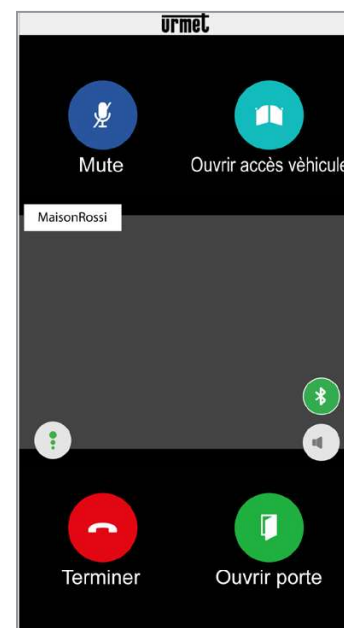 urmet
Mute
Ouvrir accès vèhicule
MaisonRossi
Terminer
Ouvrir porte